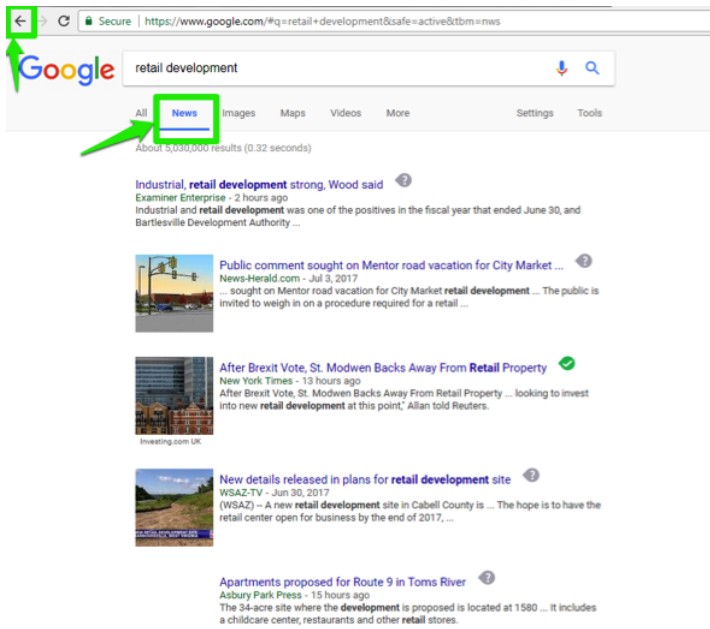 Secure | https://www.google.com/#q=retail+development&safe=active&tbm=nws
Google retail development
All News Images Maps Videos More Settings Tools
About 5,030,000 results (0.32 seconds)
Industrial, retail development strong, Wood said
Examiner Enterprise - 2 hours ago
Industrial and retail development was one of the positives in the fiscal year that ended June 30, and
Bartlesville Development Authority ...
Public comment sought on Mentor road vacation for City Market ...
News-Herald.com - Jul 3, 2017
... sought on Mentor road vacation for City Market retail development ... The public is
invited to weigh in on a procedure required for a retail ...
After Brexit Vote, St. Modwen Backs Away From Retail Property
New York Times - 13 hours ago
After Brexit Vote, St. Modwen Backs Away From Retail Property ... looking to invest
into new retail development at this point,' Allan told Reuters.
Investing.com UK
New details released in plans for retail development site
WSAZ-TV - Jun 30, 2017
(WSAZ) -- A new retail development site in Cabell County is ... The hope is to have the
retail center open for business by the end of 2017, ...
Apartments proposed for Route 9 in Toms River
Asbury Park Press - 15 hours ago
The 34-acre site where the development is proposed is located at 1580 ... It includes
a childcare center, restaurants and other retail stores.